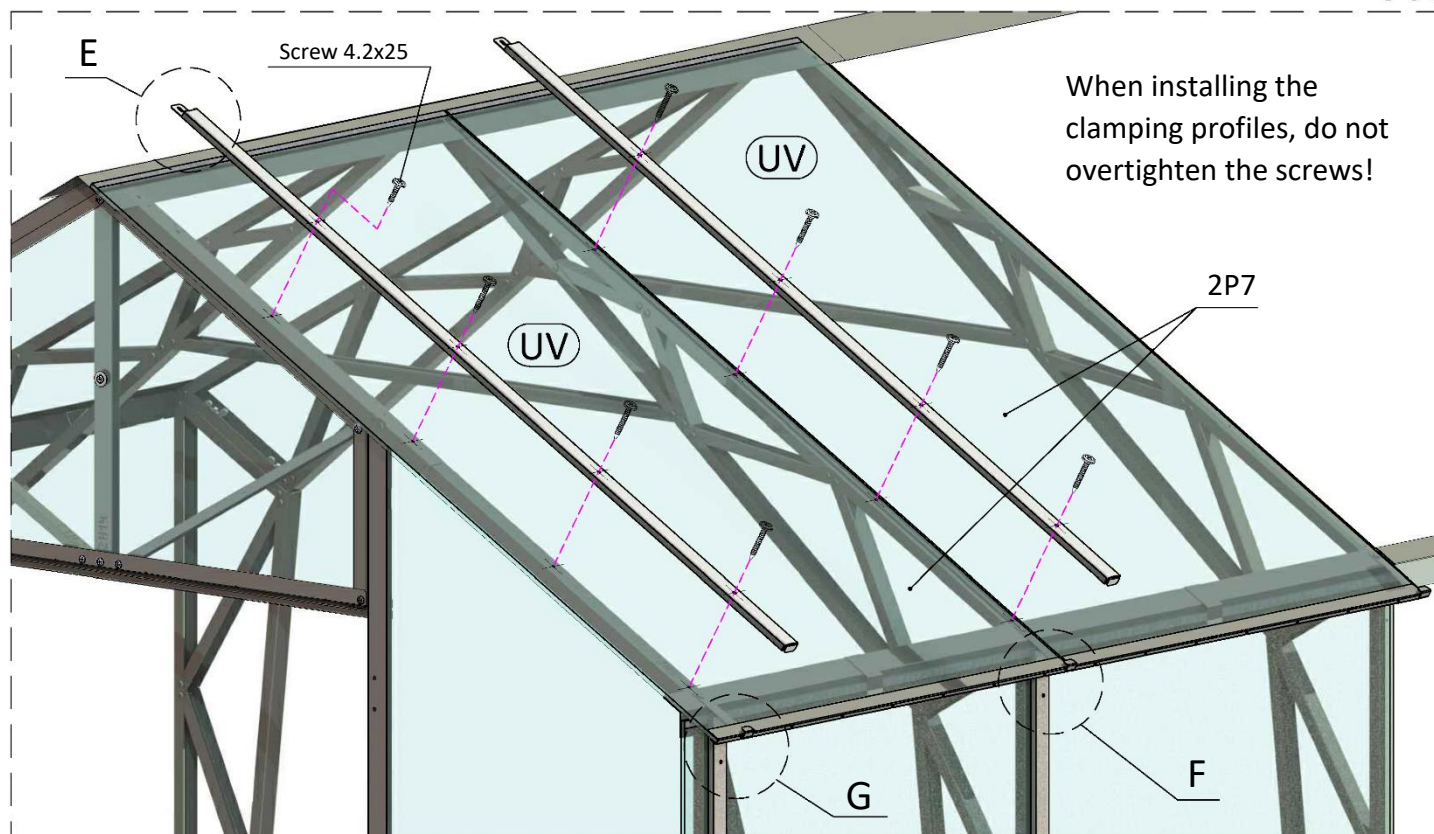 E
Screw 4.2x25
When installing the
clamping profiles, do not
overtighten the screws!
UV
UV
2P7
G
F